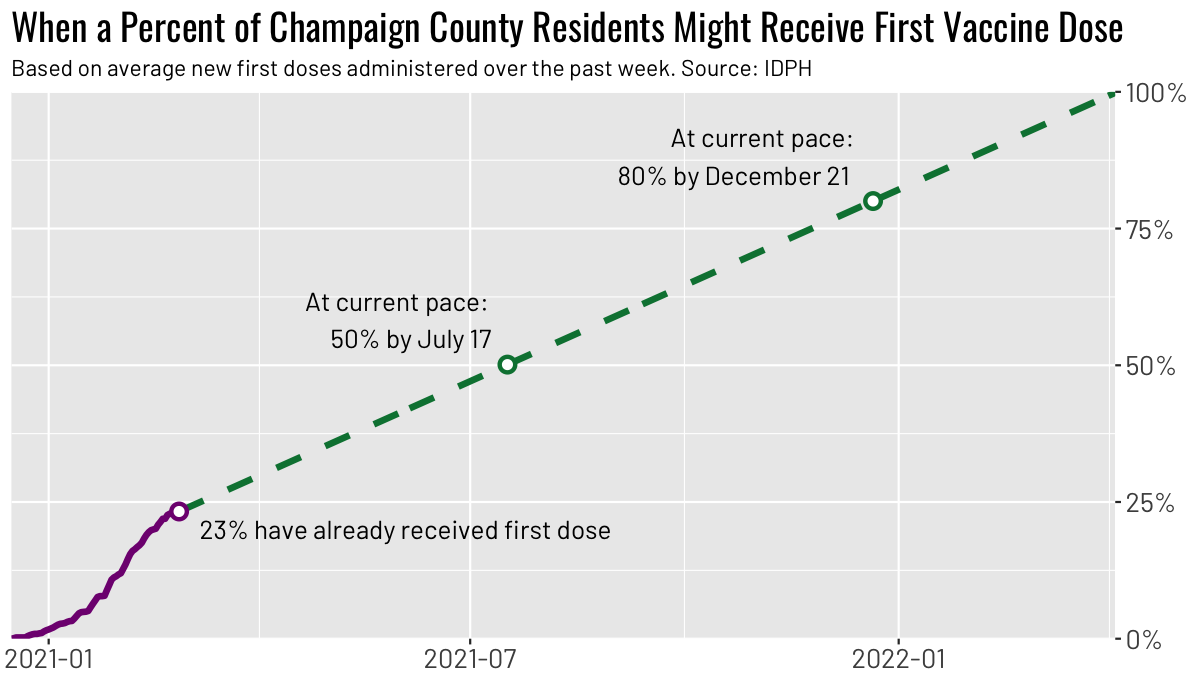 When a Percent of Champaign County Residents Might Receive First Vaccine Dose
Based on average new first doses administered over the past week. Source: IDPH
100%
At current pace:
80% by December 21
75%
At current pace:
50% by July 17
50%
25%
23% have already received first dose
0%
2021-01
2021-07
2022-01